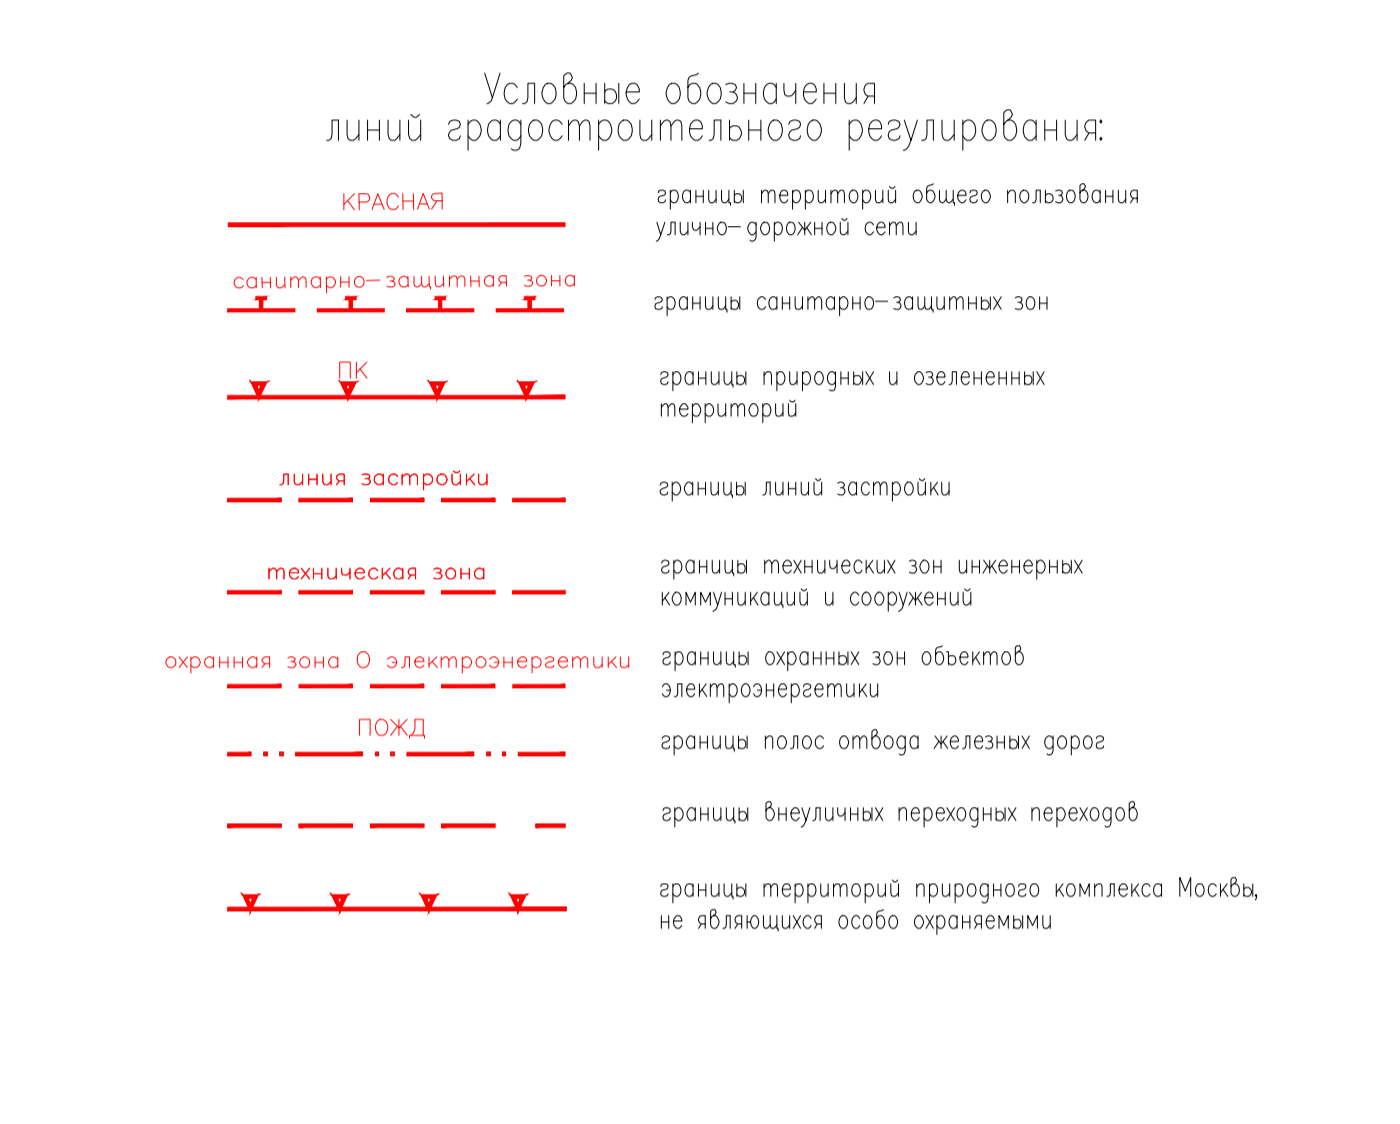 Условные обозначения
линий градостроительного регулирования:
КРАСНАЯ
границы территорий общего пользования
улично-дорожной сети
санитарно-защитная зона
границы санитарно-защитных зон
ПК
границы природных и озелененных
территорий
линия застройки
границы линий застройки
техническая зона
границы технических зон инженерных
коммуникаций и сооружений
охранная зона О электроэнергетики
границы охранных зон объектов
электроэнергетики
ПОЖД
границы полос отвода железных дорог
границы внеуличных переходных переходов
границы территорий природного комплекса Москвы,
не являющихся особо охраняемыми